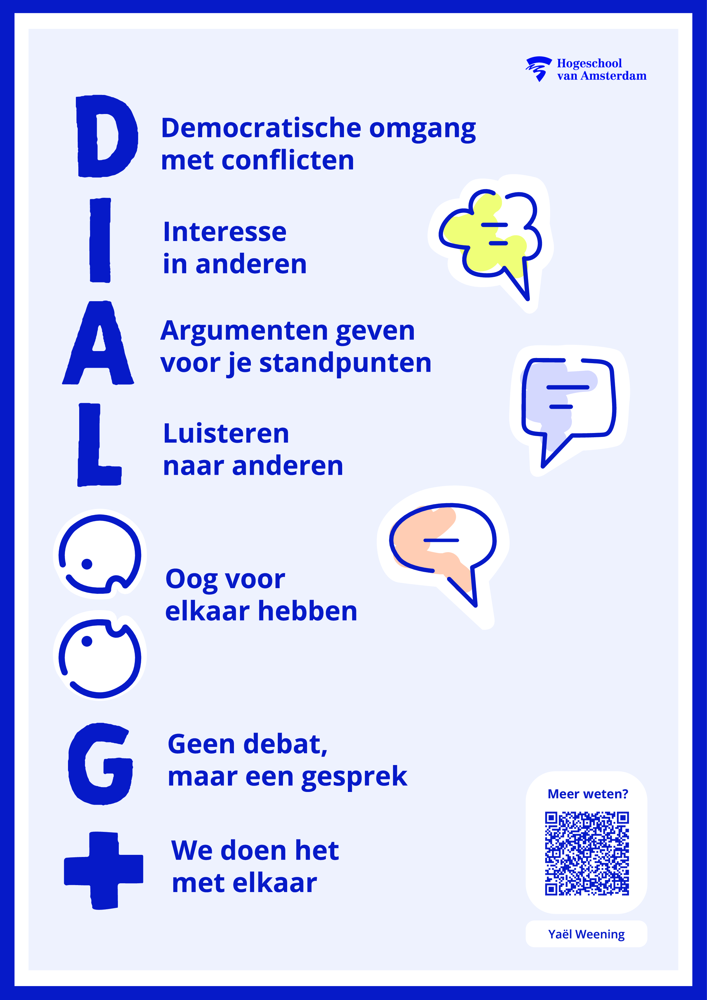 Hogeschool
van Amsterdam
D
Democratische omgang
met conflicten
I
Interesse
in anderen
A
Argumenten geven
voor je standpunten
L
Luisteren
naar anderen
O
O
Oog voor
elkaar hebben
G
Geen debat,
maar een gesprek
+
We doen het
met elkaar
Meer weten?
Yaël Weening